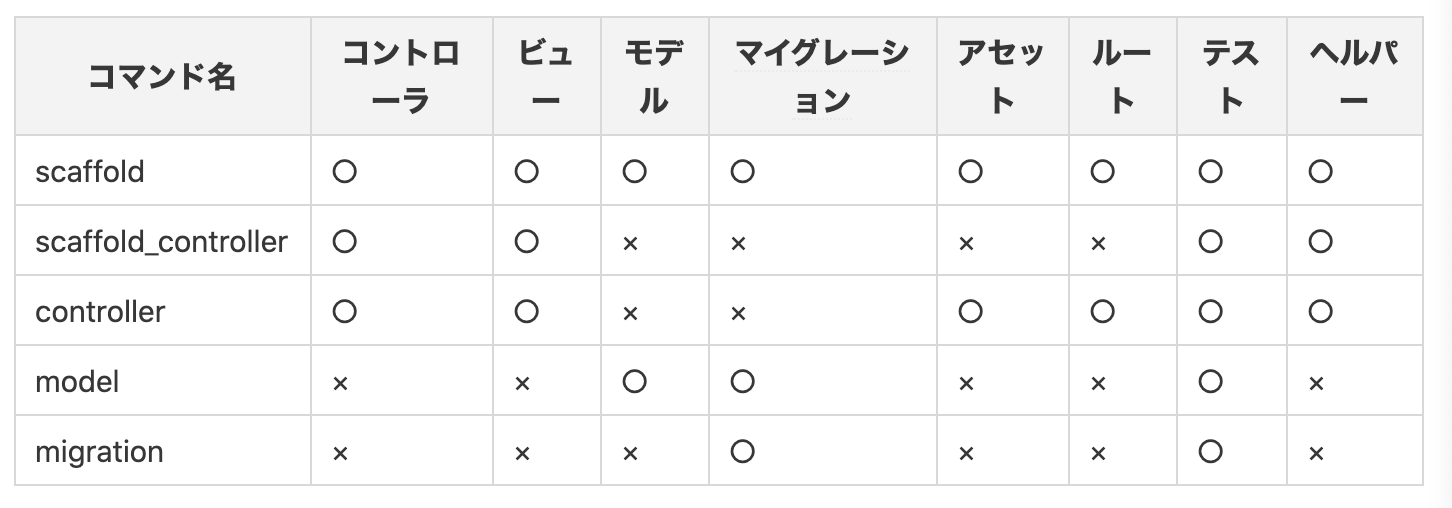 コマンド名 コントローラ ビュー モデル マイグレーション アセット ルート テスト ヘルパー
scaffold ○ ○ ○ ○ ○ ○ ○ ○
scaffold_controller ○ ○ × × × × ○ ○
controller ○ ○ × × ○ ○ ○ ○
model × × ○ ○ × × ○ ×
migration × × × ○ × × ○ ×